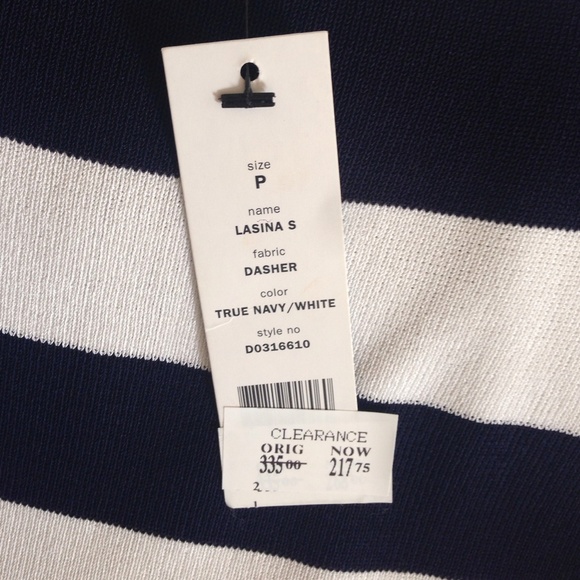 size
P
name
LASINA S
fabric
DASHER
color
TRUE NAVY/WHITE
style no
D0316610
CLEARANCE
ORIG NOW
335 00 217 75